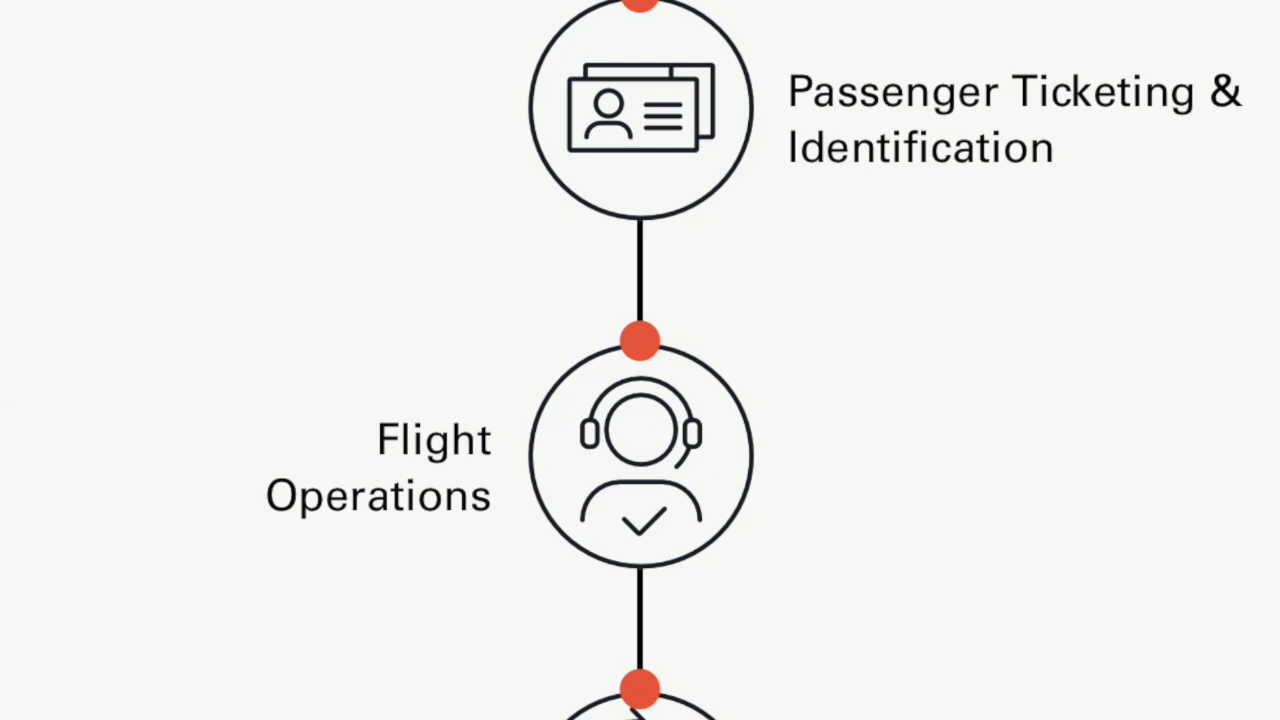 Passenger Ticketing &
Identification
Flight
Operations